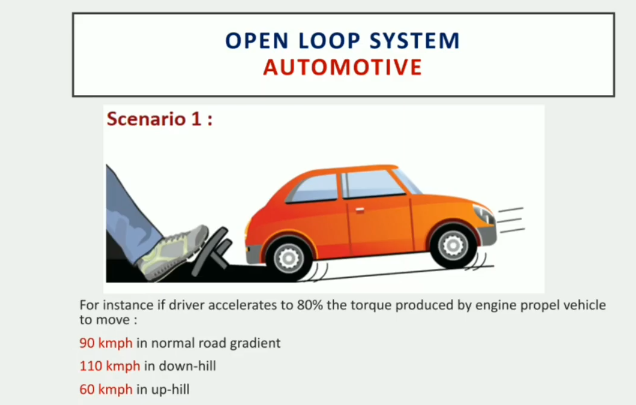 OPEN LOOP SYSTEM
AUTOMOTIVE
Scenario 1 :
For instance if driver accelerates to 80% the torque produced by engine propel vehicle
to move :
90 kmph in normal road gradient
110 kmph in down-hill
60 kmph in up-hill